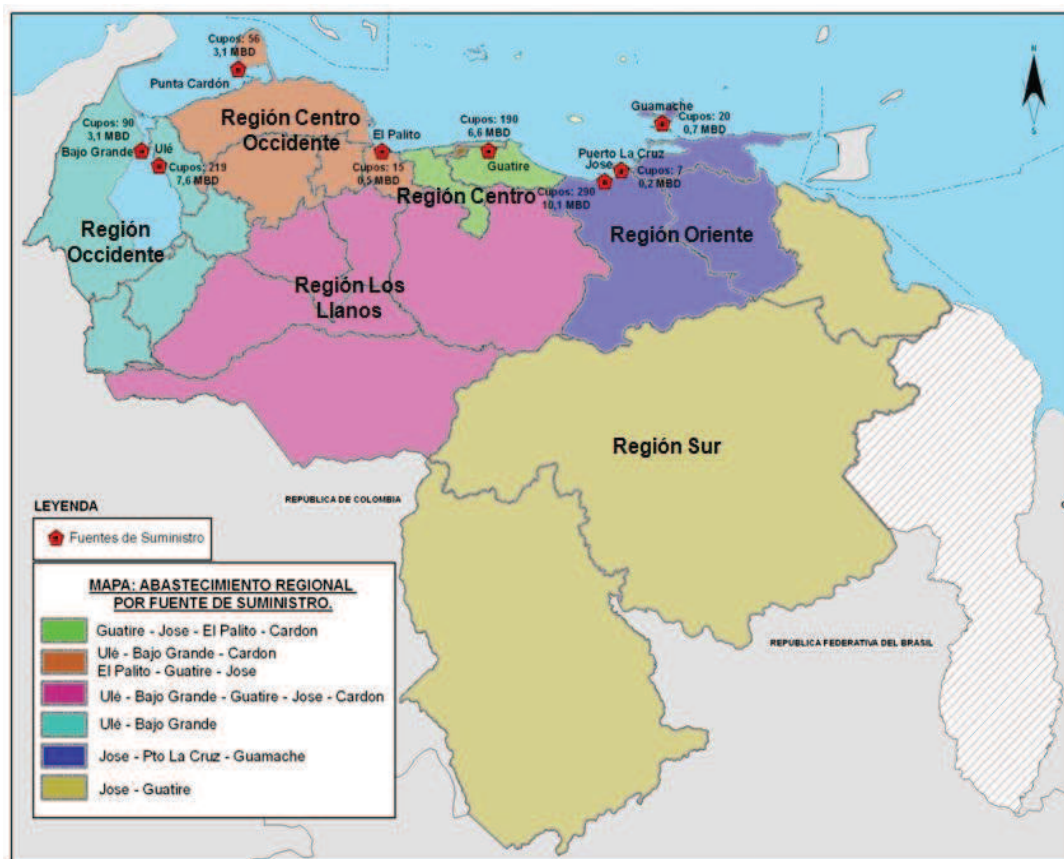 Cupos: 56
3,1 MBD
Punta Cardón
Región Centro
Occidente
Cupos: 90
3,1 MBD
Bajo Grande
Ulé
Cupos: 219
7,6 MBD
El Palito
Cupos: 15
0,5 MBD
Cupos: 190
6,6 MBD
Guatire
Región Centro
Guamache
Cupos: 20
0,7 MBD
Puerto La Cruz
Jose
Cupos: 7
0,2 MBD
Cupos: 290
10,1 MBD
Región
Occidente
Región Oriente
Región Los
Llanos
Región Sur
REPÚBLICA DE COLOMBIA
REPÚBLICA FEDERATIVA DEL BRASIL
N
S
LEYENDA
Fuentes de Suministro
MAPA: ABASTECIMIENTO REGIONAL
POR FUENTE DE SUMINISTRO.
Guatire - Jose - El Palito - Cardon
Ulé - Bajo Grande - Cardon
El Palito - Guatire - Jose
Ulé - Bajo Grande - Guatire - Jose - Cardon
Ulé - Bajo Grande
Jose - Pto La Cruz - Guamache
Jose - Guatire